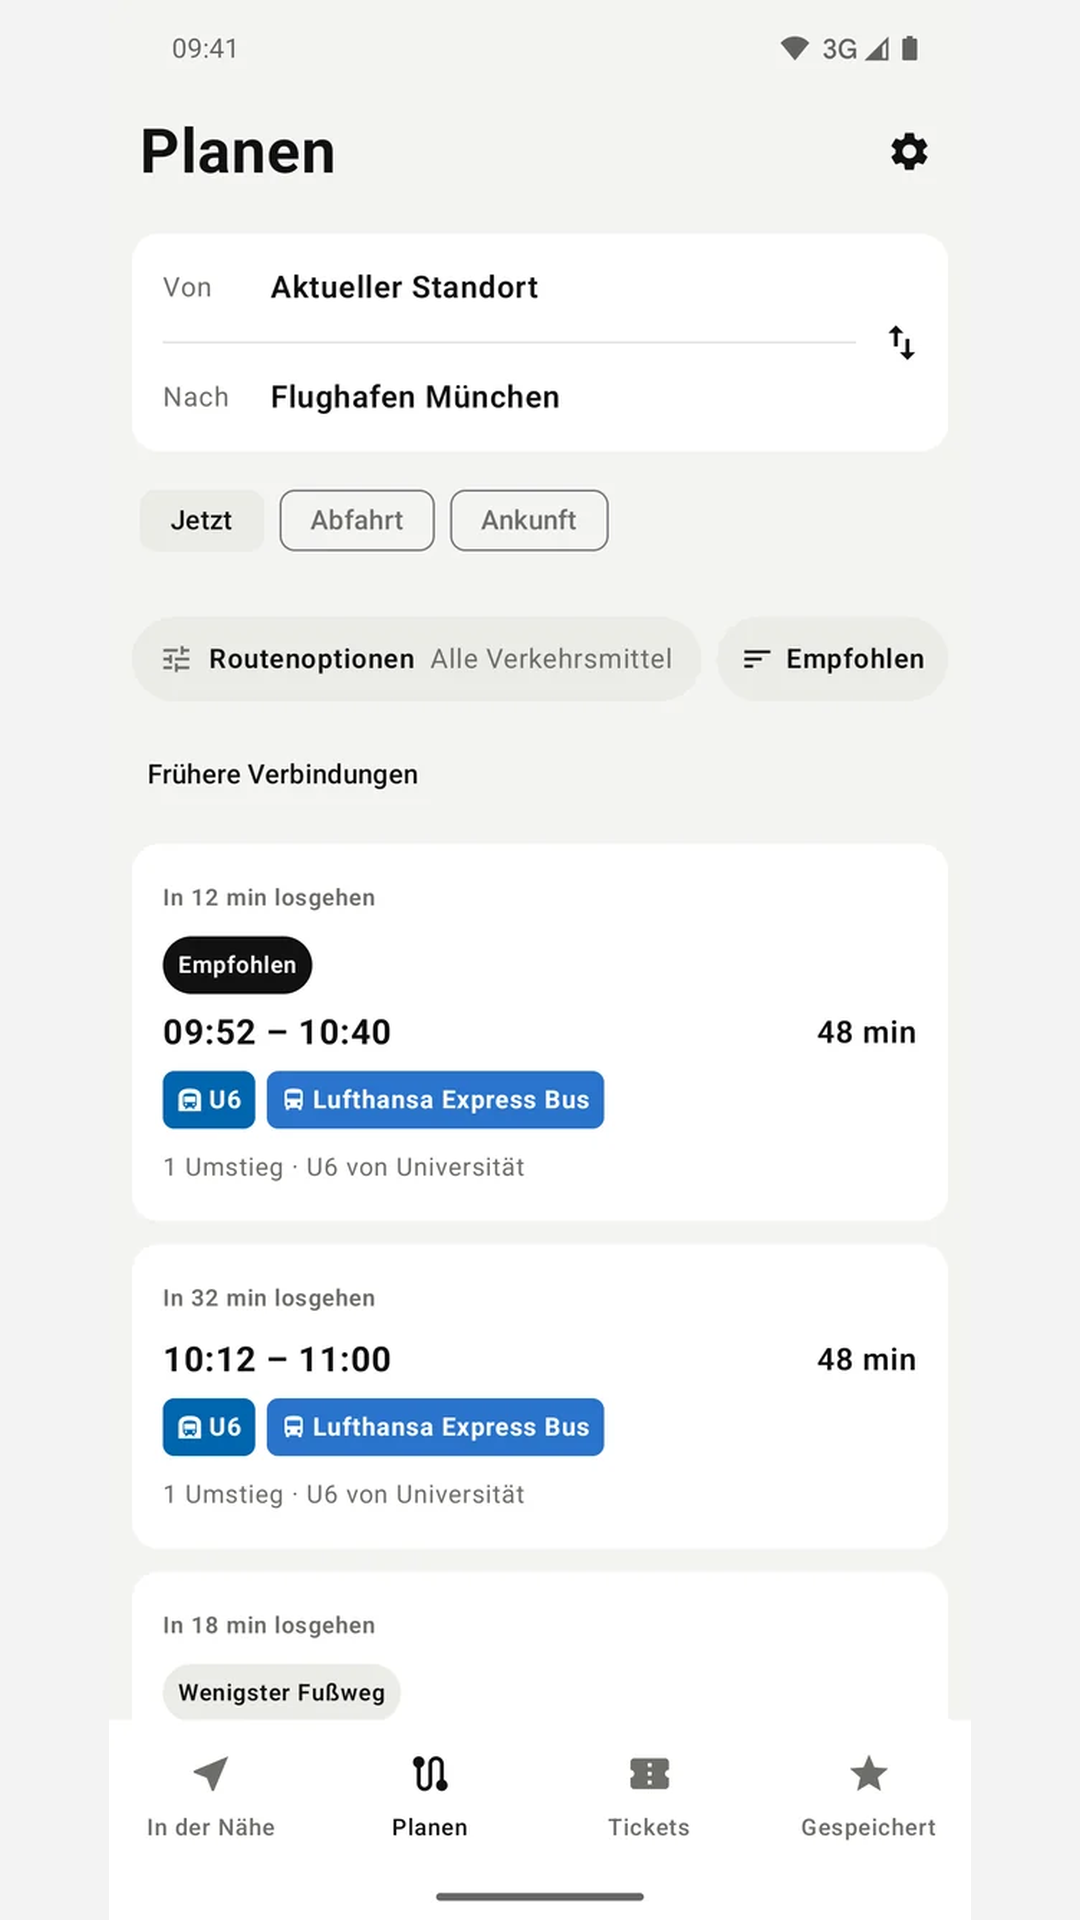 09:41
3G
Planen
Von Aktueller Standort
Nach Flughafen München
Jetzt Abfahrt Ankunft
Routenoptionen Alle Verkehrsmittel Empfohlen
Frühere Verbindungen
In 12 min losgehen
Empfohlen
09:52 – 10:40 48 min
U6 Lufthansa Express Bus
1 Umstieg · U6 von Universität
In 32 min losgehen
10:12 – 11:00 48 min
U6 Lufthansa Express Bus
1 Umstieg · U6 von Universität
In 18 min losgehen
Wenigster Fußweg
In der Nähe Planen Tickets Gespeichert